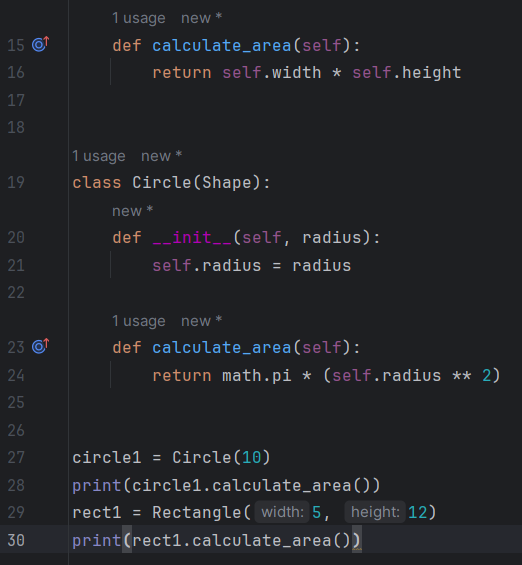 1 usage new *
15 def calculate_area(self):
16 return self.width * self.height
17
18
1 usage new *
19 class Circle(Shape):
new *
20 def __init__(self, radius):
21 self.radius = radius
22
1 usage new *
23 def calculate_area(self):
24 return math.pi * (self.radius ** 2)
25
26
27 circle1 = Circle(10)
28 print(circle1.calculate_area())
29 rect1 = Rectangle( width: 5, height: 12)
30 print(rect1.calculate_area())